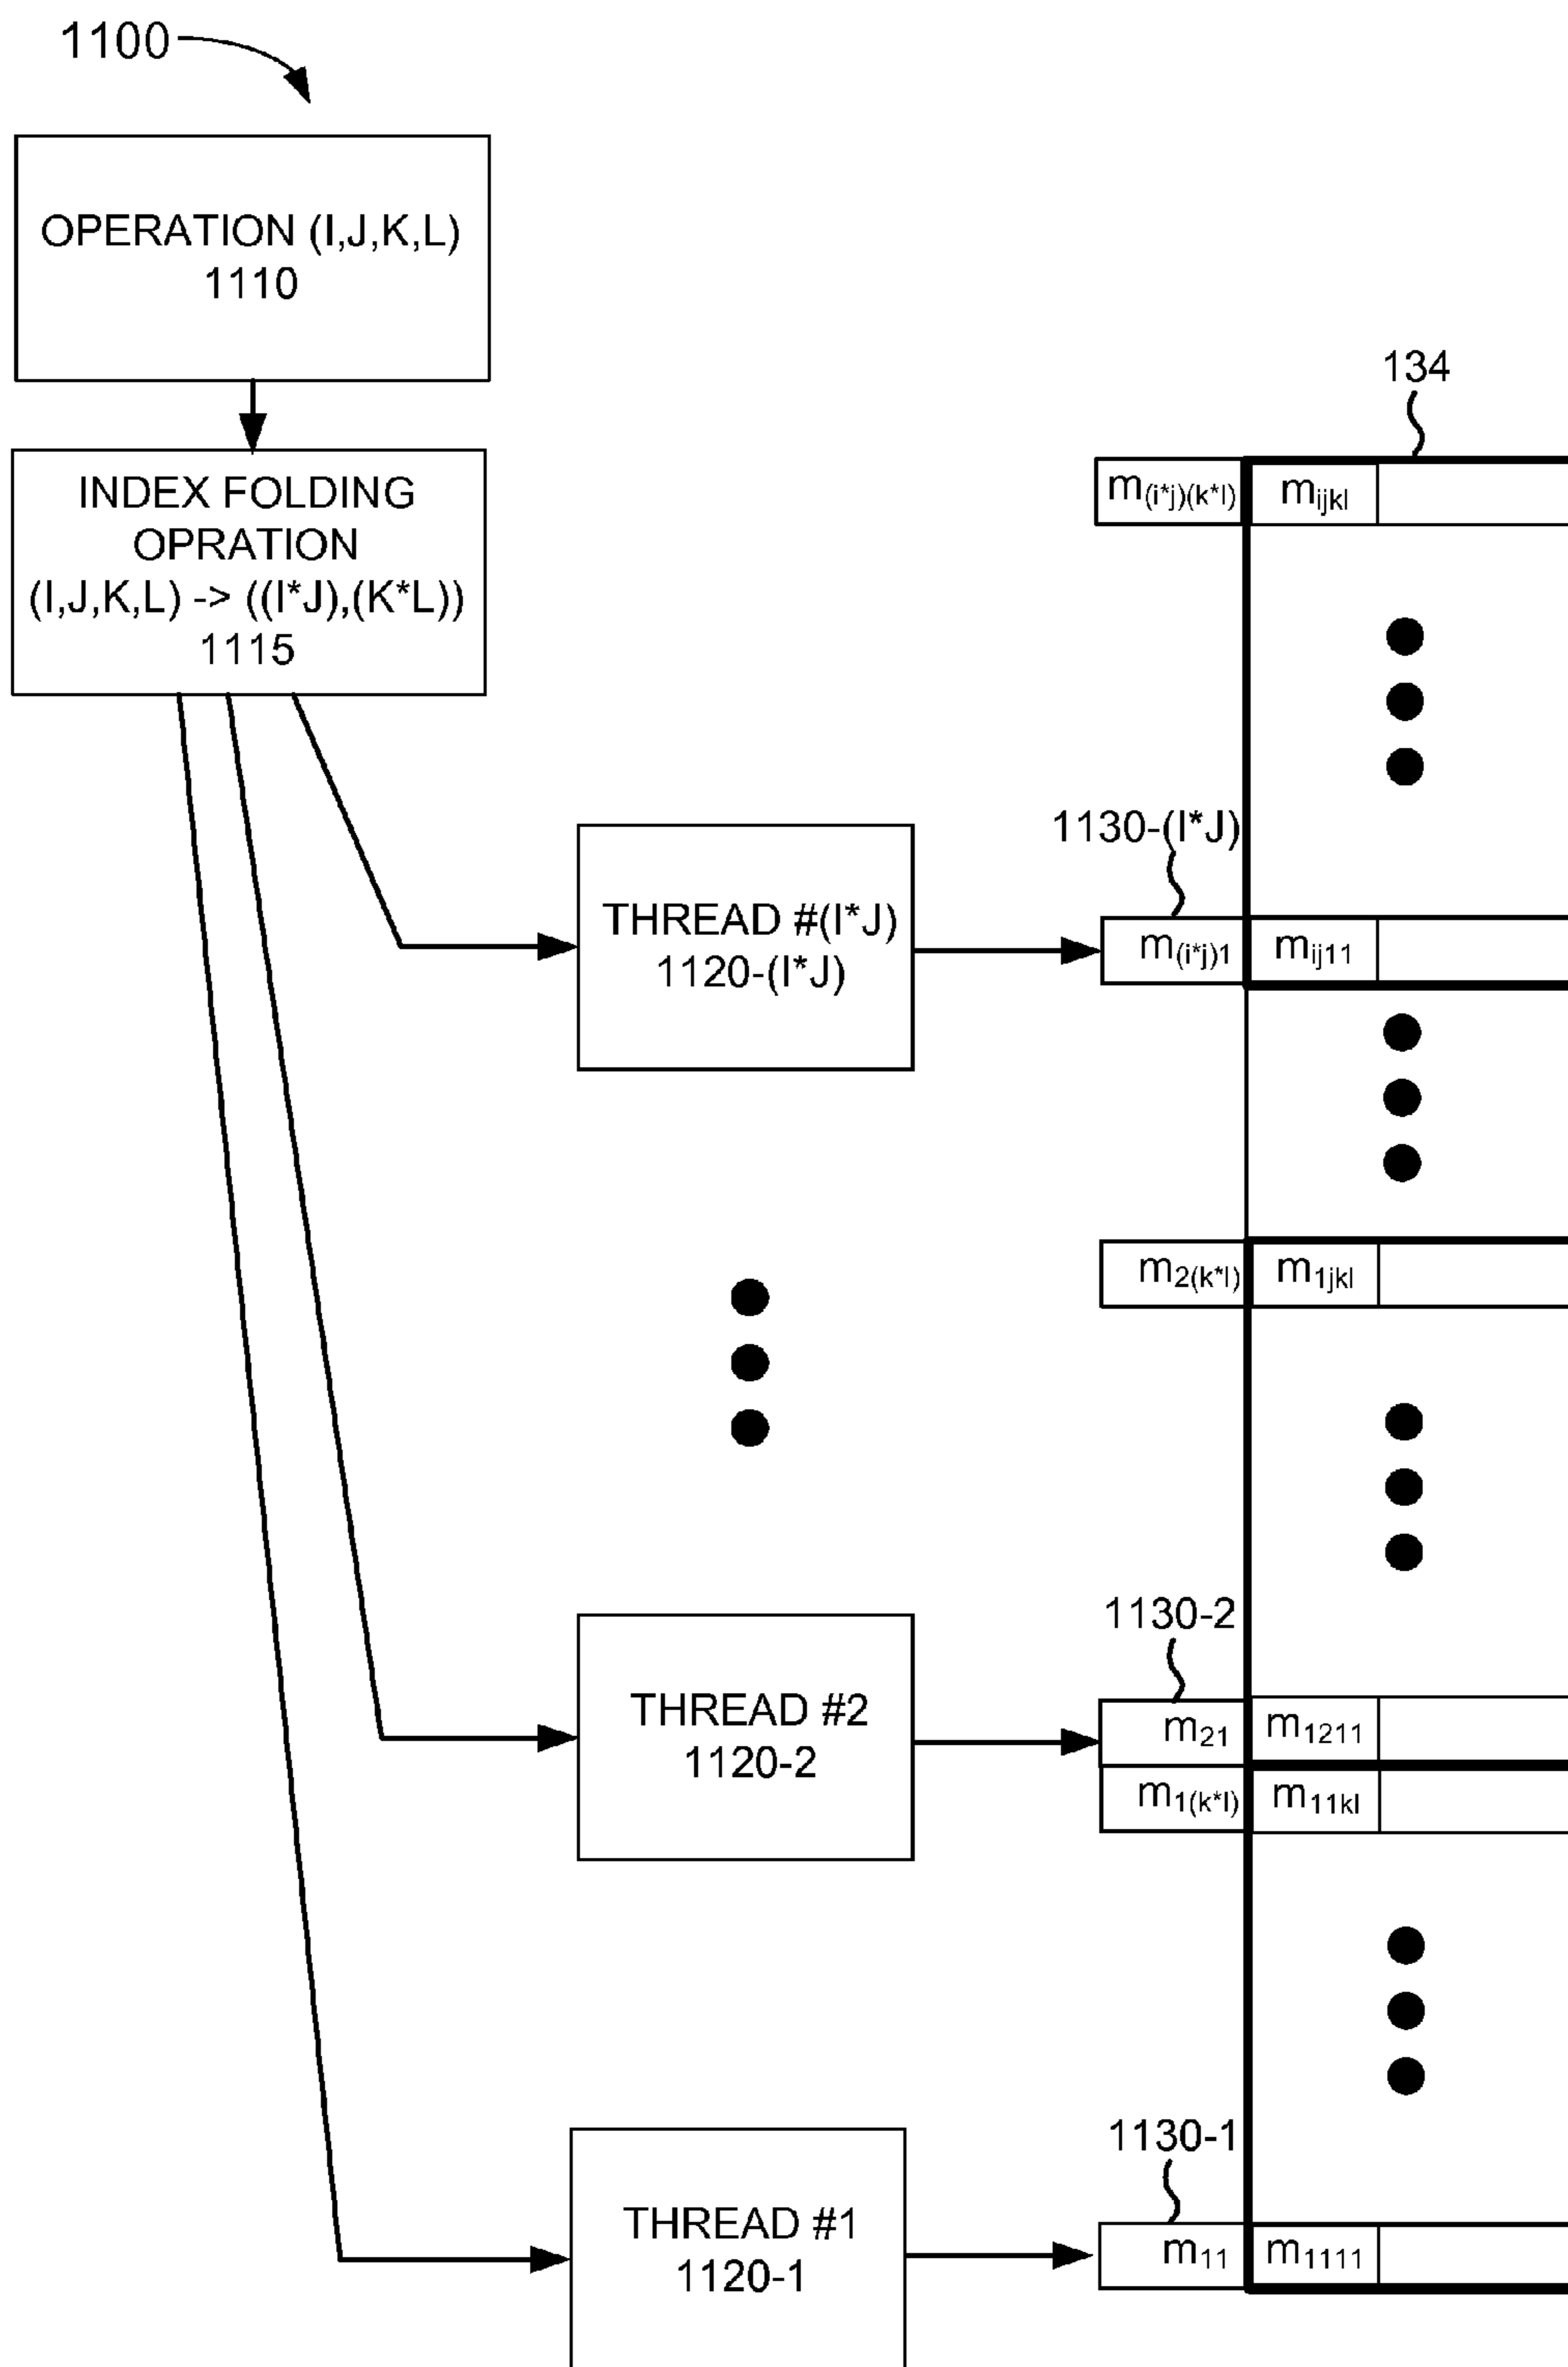 1100
OPERATION (I,J,K,L)
1110
INDEX FOLDING
OPRATION
(I,J,K,L) -> ((I*J),(K*L))
1115
134
m(i*j)(k*l) mijkl
1130-(I*J)
THREAD #(I*J)
1120-(I*J)
m(i*j)1 mij11
m2(k*l) m1jkl
1130-2
THREAD #2
1120-2
m21 m1211
m1(k*l) m11kl
1130-1
THREAD #1
1120-1
m11 m1111